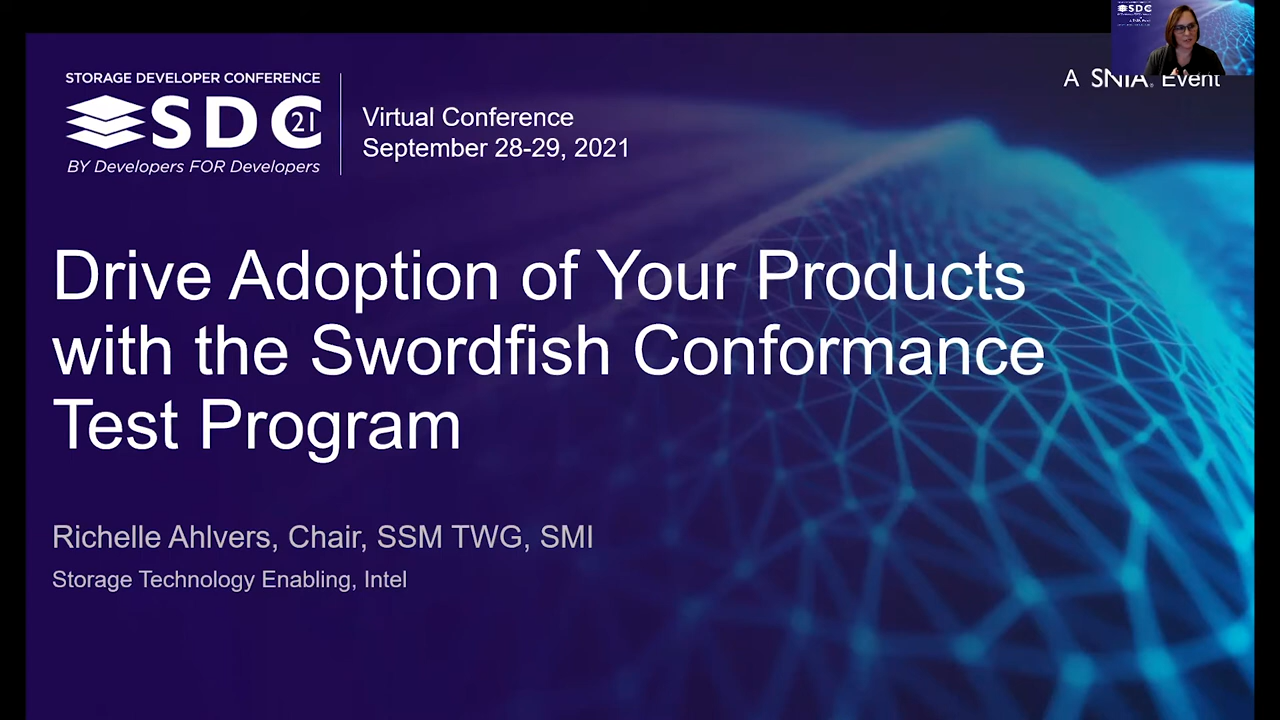 STORAGE DEVELOPER CONFERENCE
SDC 21
BY Developers FOR Developers
Virtual Conference
September 28-29, 2021
A SNIA® Event
SDC
Drive Adoption of Your Products
with the Swordfish Conformance
Test Program
Richelle Ahlvers, Chair, SSM TWG, SMI
Storage Technology Enabling, Intel